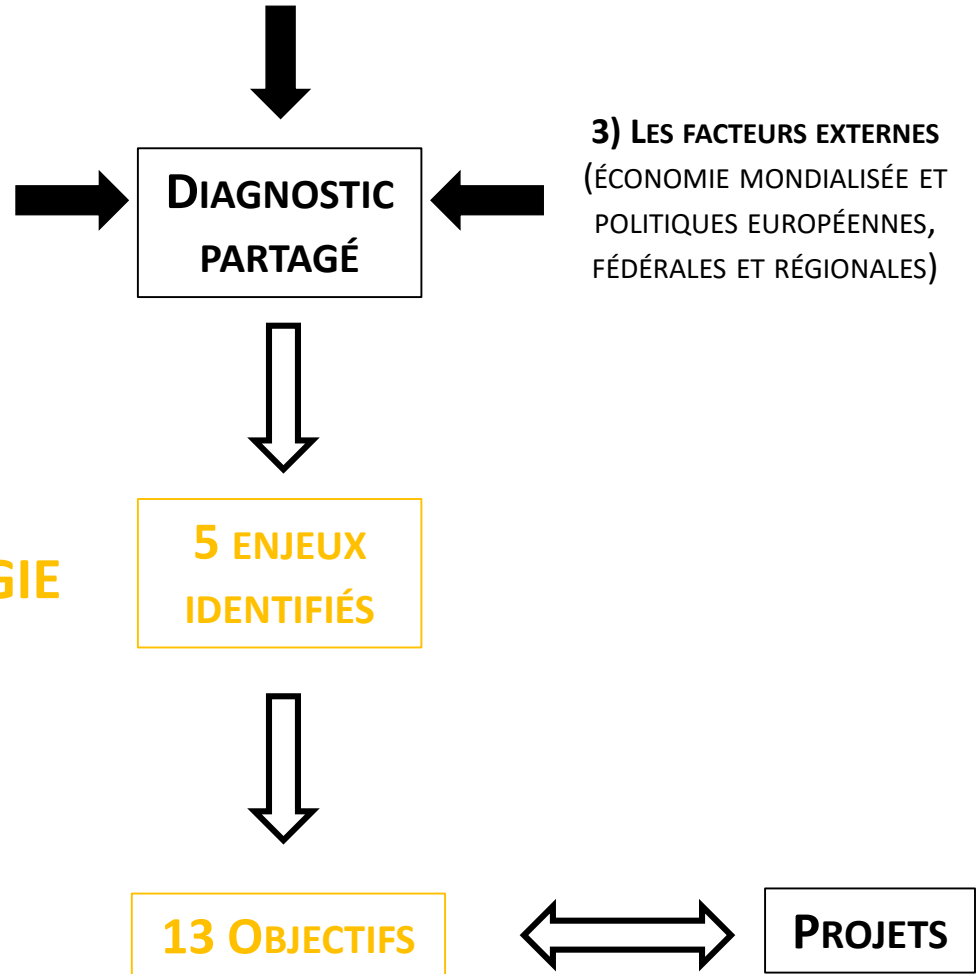 3) LES FACTEURS EXTERNES
(ÉCONOMIE MONDIALISÉE ET
POLITIQUES EUROPÉENNES,
FÉDÉRALES ET RÉGIONALES)
DIAGNOSTIC
PARTAGÉ
GIE
5 ENJEUX
IDENTIFIÉS
13 OBJECTIFS
PROJETS